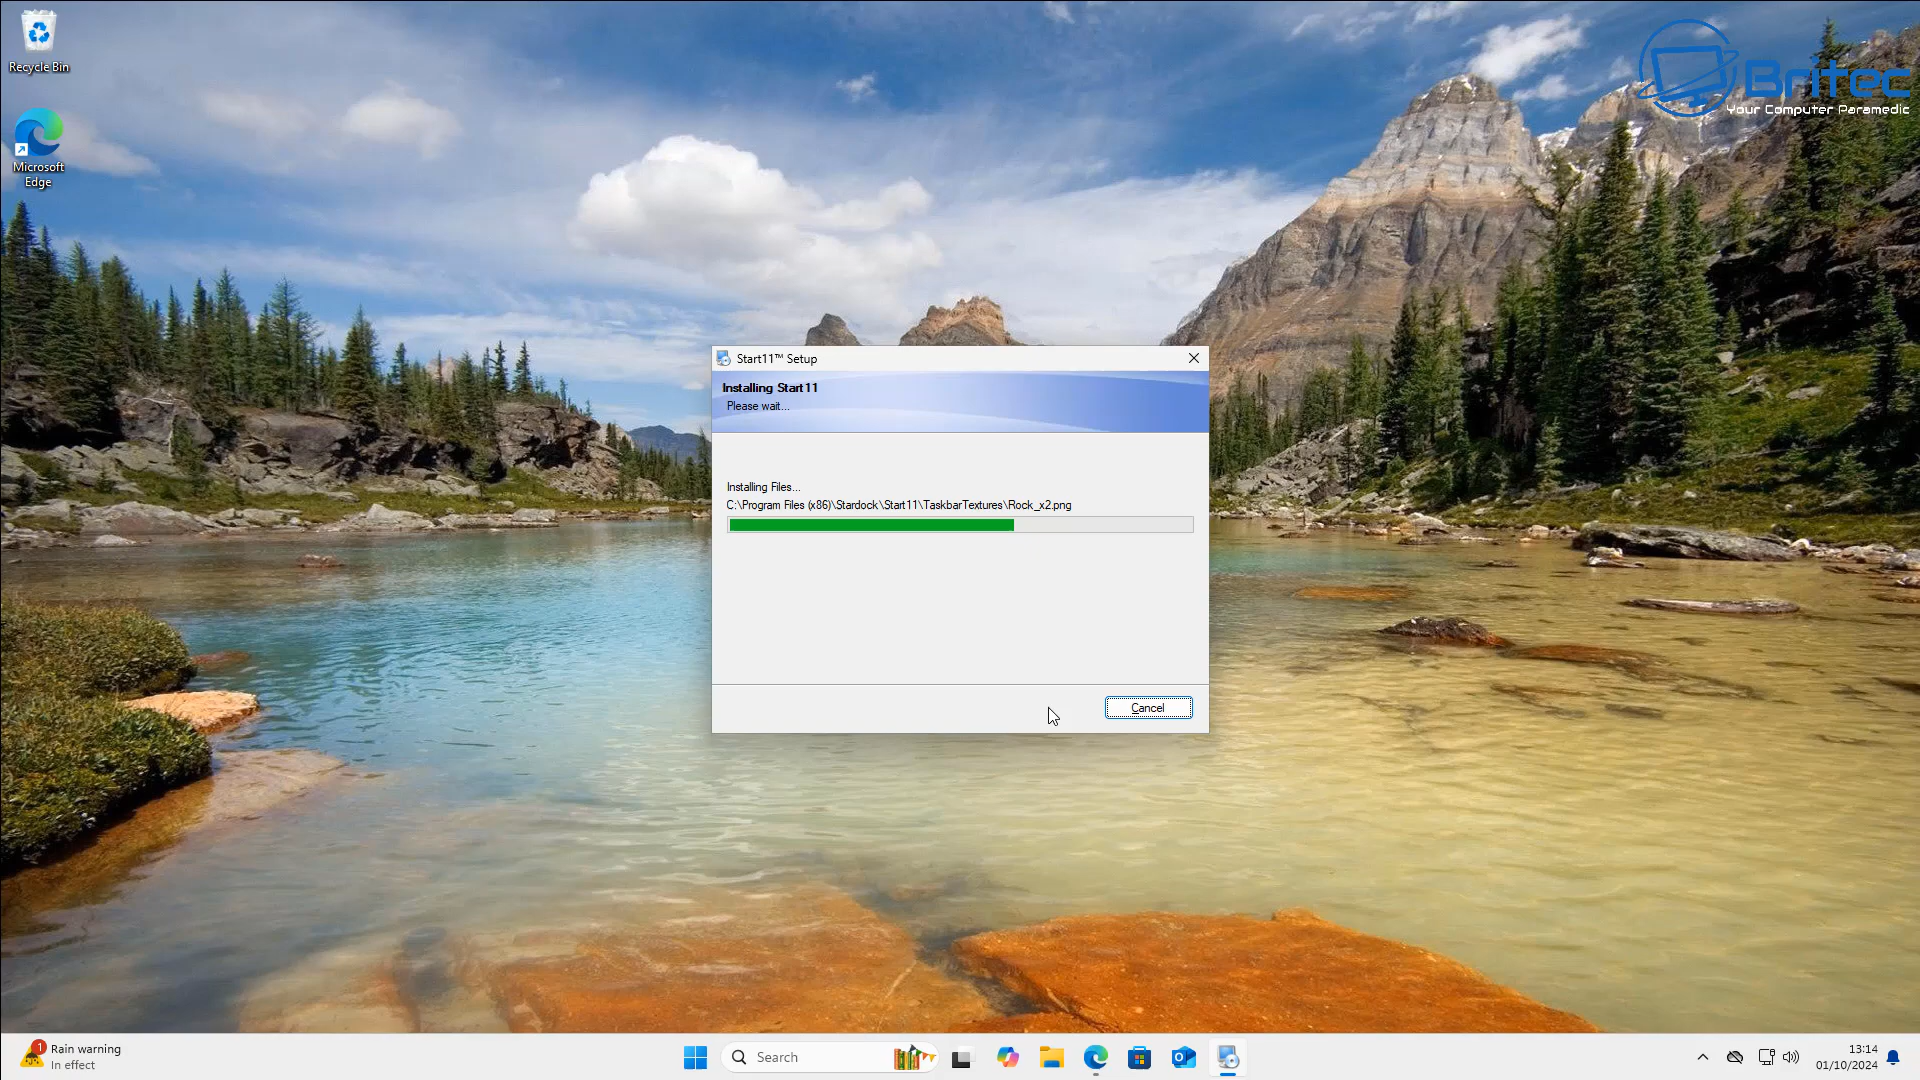 Recycle Bin
Microsoft
Edge
Britec
Your Computer Paramedic
Start11™ Setup
Installing Start11
Please wait...
Installing Files...
C:\Program Files (x86)\Stardock\Start11\TaskbarTextures\Rock_x2.png
Cancel
1
Rain warning
In effect
Search
13:14
01/10/2024